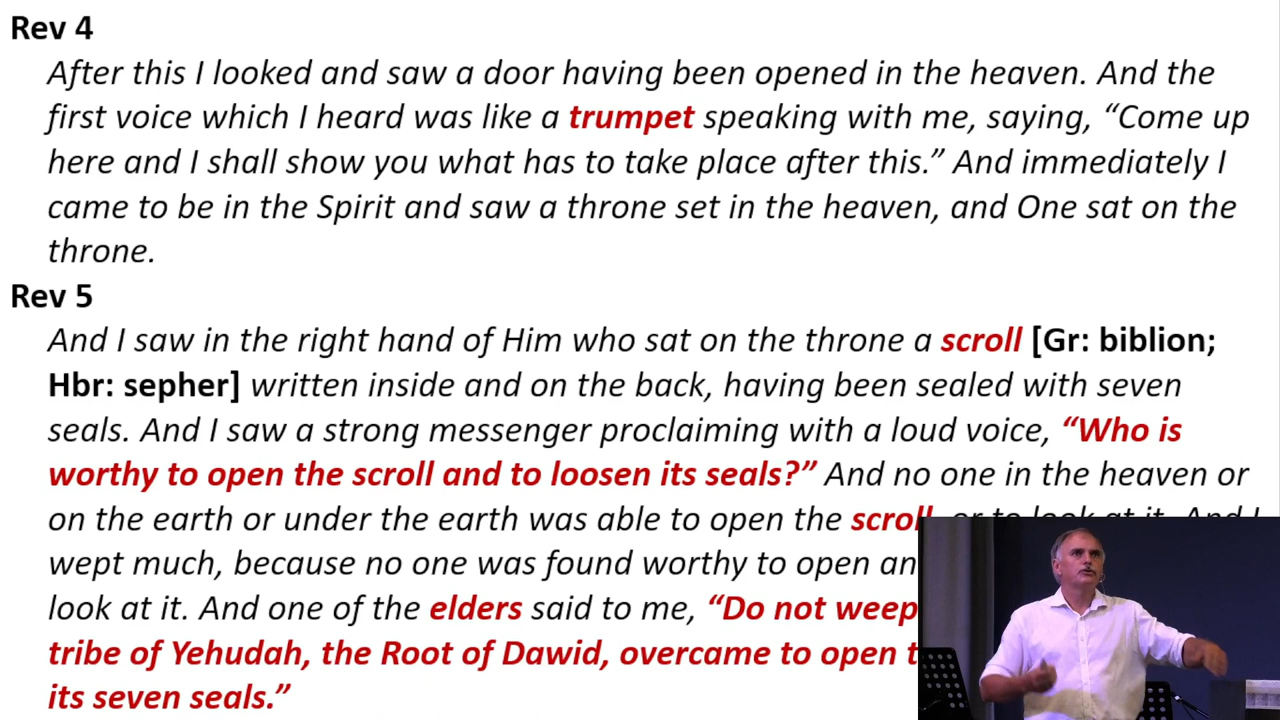 Rev 4
After this I looked and saw a door having been opened in the heaven. And the
first voice which I heard was like a trumpet speaking with me, saying, “Come up
here and I shall show you what has to take place after this.” And immediately I
came to be in the Spirit and saw a throne set in the heaven, and One sat on the
throne.
Rev 5
And I saw in the right hand of Him who sat on the throne a scroll [Gr: biblion;
Hbr: sepher] written inside and on the back, having been sealed with seven
seals. And I saw a strong messenger proclaiming with a loud voice, “Who is
worthy to open the scroll and to loosen its seals?” And no one in the heaven or
on the earth or under the earth was able to open the scroll, or to look at it. And I
wept much, because no one was found worthy to open
look at it. And one of the elders said to me, “Do not weep
tribe of Yehudah, the Root of Dawid, overcame to open
its seven seals.”